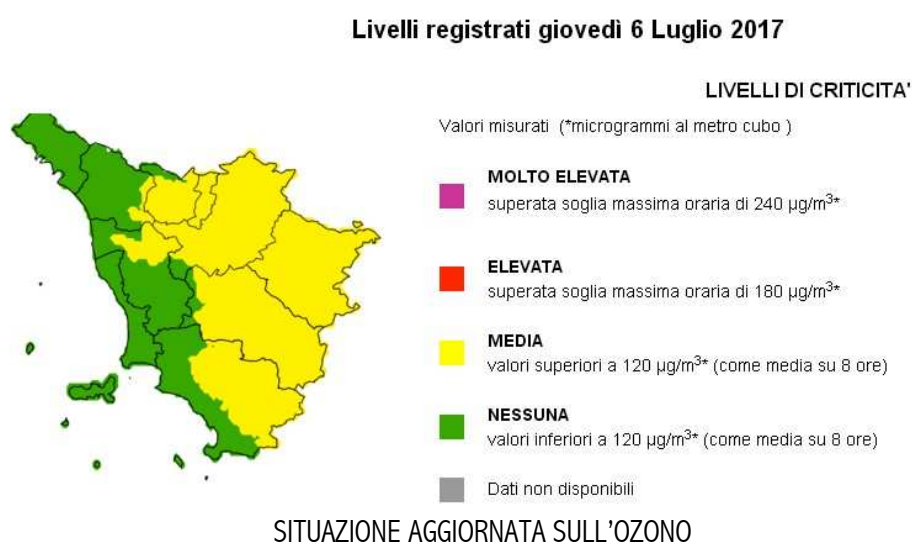 Livelli registrati giovedì 6 Luglio 2017
LIVELLI DI CRITICITA'
Valori misurati (*microgrammi al metro cubo )
MOLTO ELEVATA
superata soglia massima oraria di 240 µg/m³*
ELEVATA
superata soglia massima oraria di 180 µg/m³*
MEDIA
valori superiori a 120 µg/m³* (come media su 8 ore)
NESSUNA
valori inferiori a 120 µg/m³* (come media su 8 ore)
Dati non disponibili
SITUAZIONE AGGIORNATA SULL'OZONO